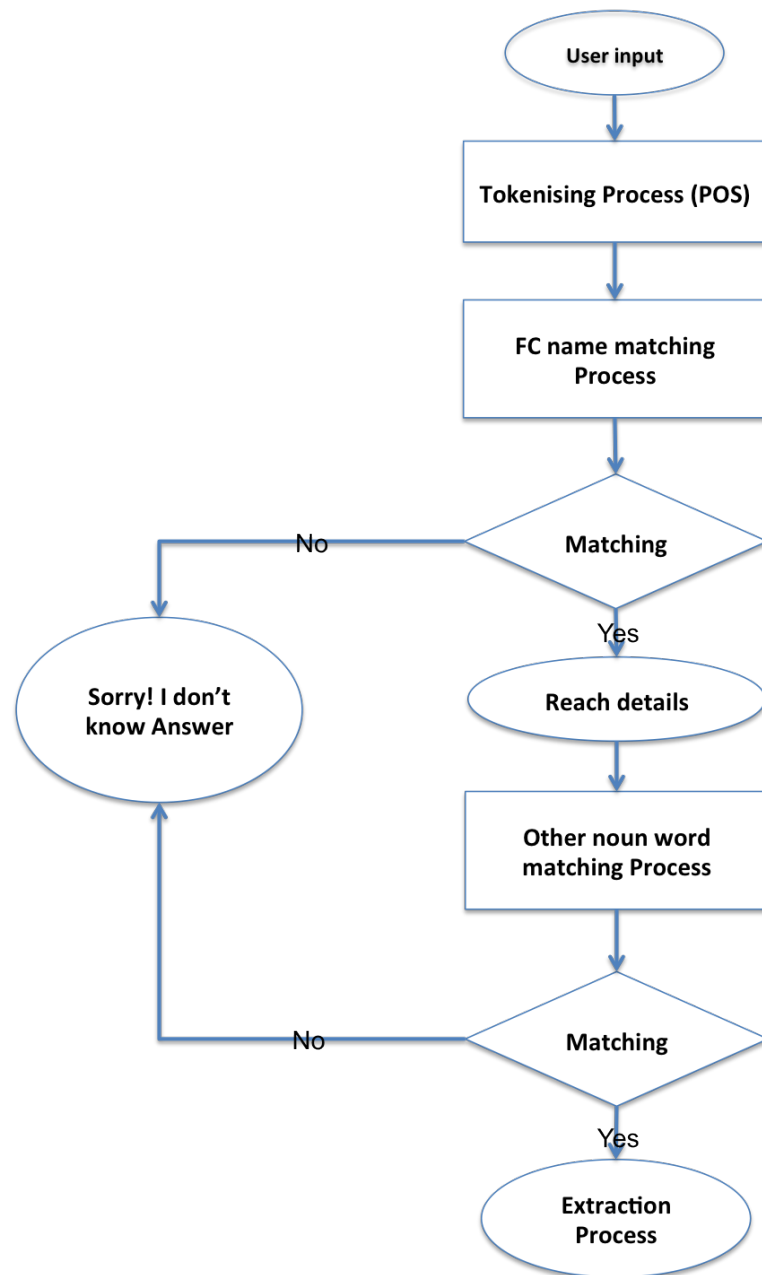 User input
Tokenising Process (POS)
FC name matching
Process
Matching
No
Yes
Sorry! I don't
know Answer
Reach details
Other noun word
matching Process
Matching
No
Yes
Extraction
Process